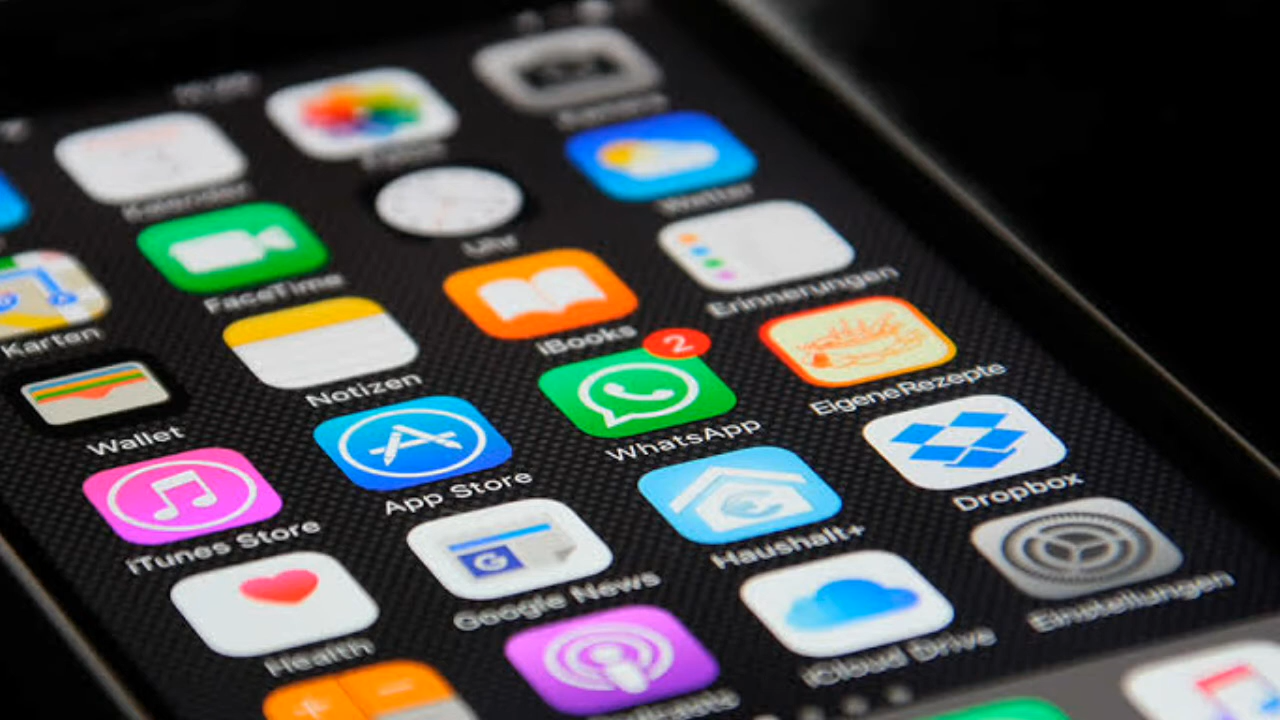 Kalender
Uhr
Wetter
FaceTime
Erinnerungen
Karten
Notizen
iBooks
2
EigeneRezepte
Wallet
App Store
WhatsApp
Dropbox
iTunes Store
G
Google News
Haushalt+
Einstellungen
Health
iCloud Drive